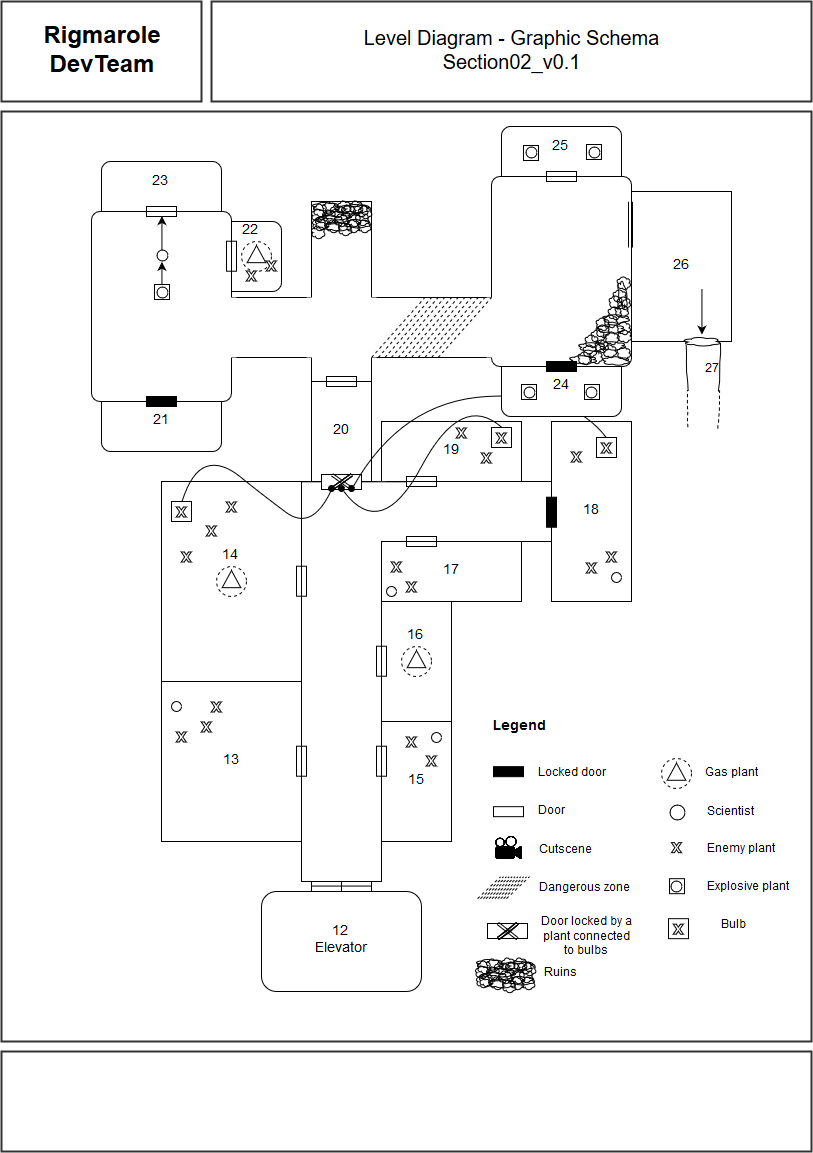 Rigmarole
DevTeam
Level Diagram - Graphic Schema
Section02_v0.1
25
23
22
26
27
24
21
20
19
18
14
17
16
13
15
12
Elevator
Legend
Locked door
Gas plant
Door
Scientist
Cutscene
Enemy plant
Dangerous zone
Explosive plant
Door locked by a
plant connected
to bulbs
Bulb
Ruins